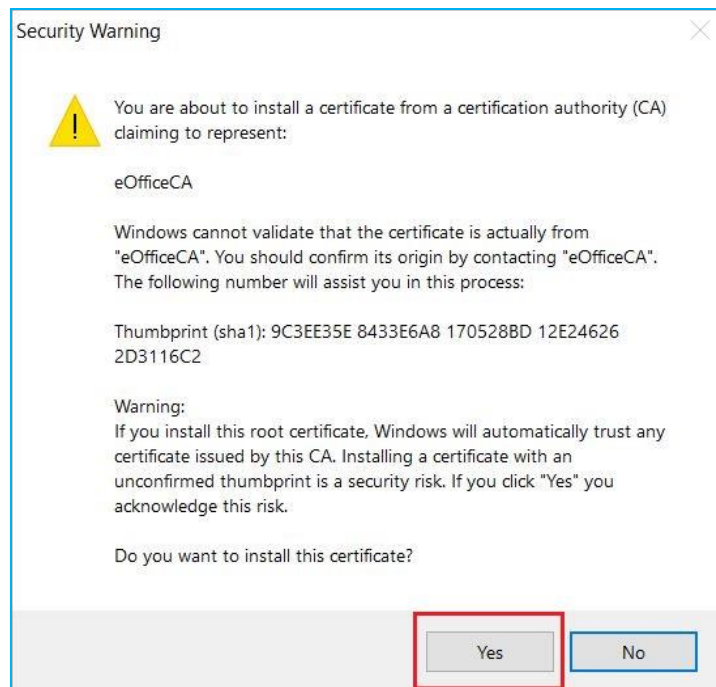 Security Warning
You are about to install a certificate from a certification authority (CA)
claiming to represent:
eOfficeCA
Windows cannot validate that the certificate is actually from
"eOfficeCA". You should confirm its origin by contacting "eOfficeCA".
The following number will assist you in this process:
Thumbprint (sha1): 9C3EE35E 8433E6A8 170528BD 12E24626
2D3116C2
Warning:
If you install this root certificate, Windows will automatically trust any
certificate issued by this CA. Installing a certificate with an
unconfirmed thumbprint is a security risk. If you click "Yes" you
acknowledge this risk.
Do you want to install this certificate?
Yes No